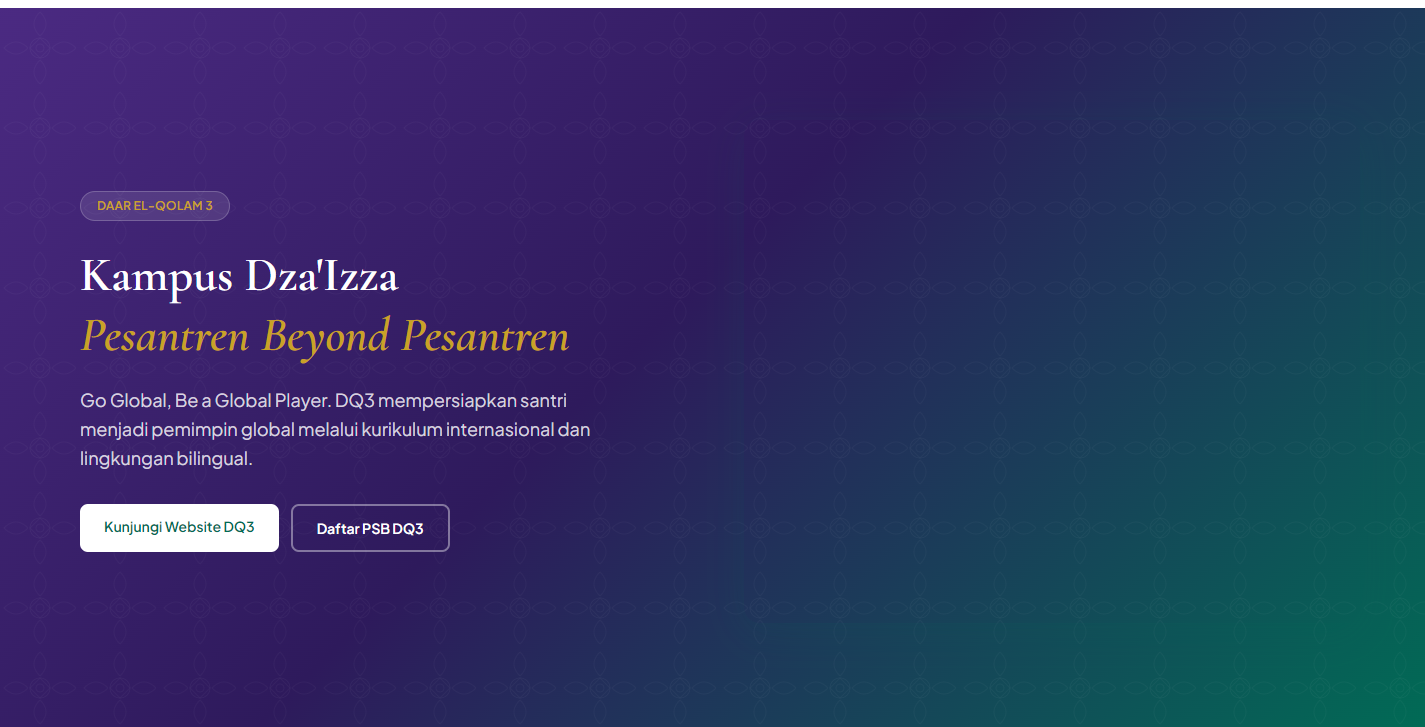 DAAR EL-QOLAM 3
Kampus Dza'Izza
Pesantren Beyond Pesantren
Go Global, Be a Global Player. DQ3 mempersiapkan santri
menjadi pemimpin global melalui kurikulum internasional dan
lingkungan bilingual.
Kunjungi Website DQ3
Daftar PSB DQ3